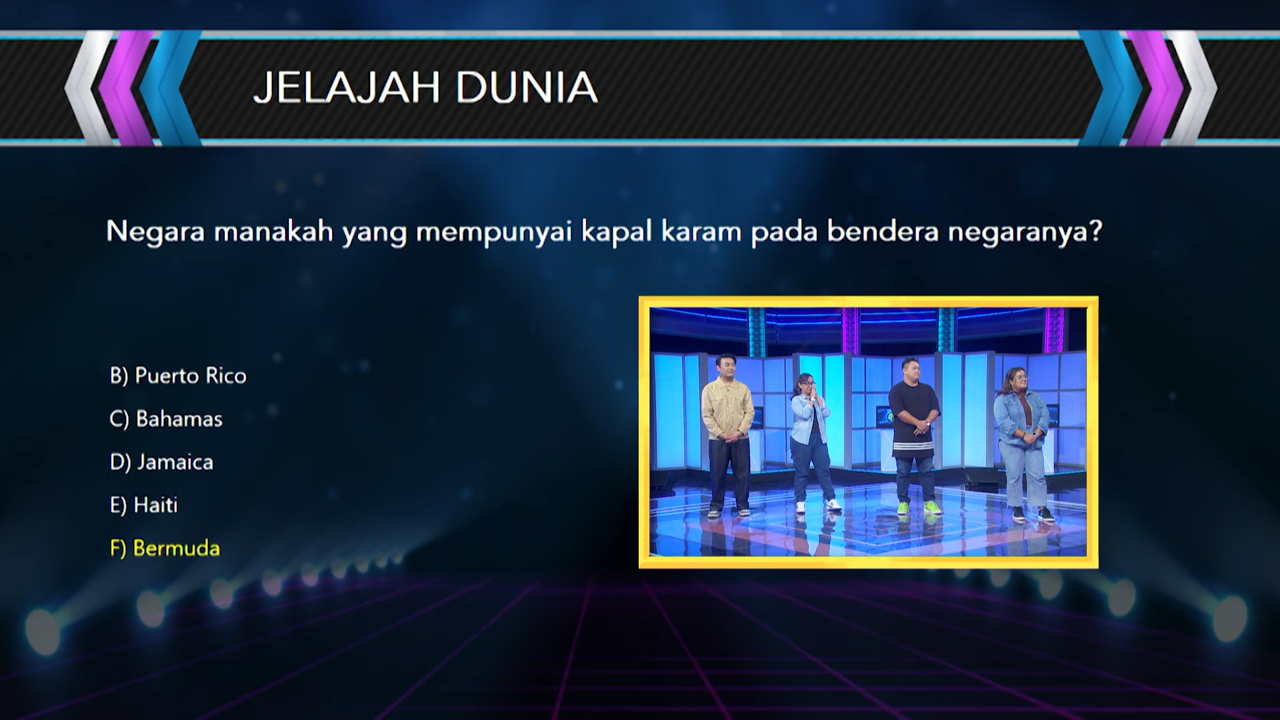 JELAJAH DUNIA
Negara manakah yang mempunyai kapal karam pada bendera negaranya?
B) Puerto Rico
C) Bahamas
D) Jamaica
E) Haiti
F) Bermuda